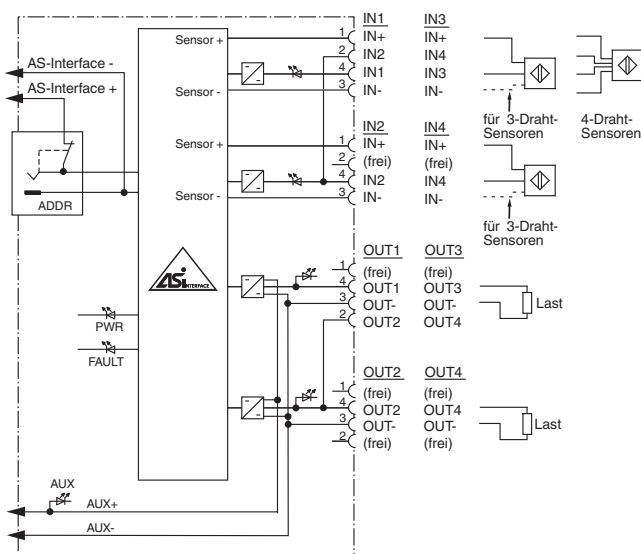 IN1 IN3
Sensor + 1 IN+ IN+
2 IN2 IN4
AS-Interface -
4 IN1 IN3
AS-Interface +
Sensor - 3 IN- IN-
für 3-Draht-
Sensoren
4-Draht-
Sensoren
IN2 IN4
Sensor + 1 IN+ IN+
2 (frei) (frei)
4 IN2 IN4
Sensor - 3 IN- IN-
ADDR
für 3-Draht-
Sensoren
OUT1 OUT3
1 (frei) (frei)
4 OUT1 OUT3
3 OUT- OUT-
2 OUT2 OUT4
Last
ASi INTERFACE
PWR
FAULT
OUT2 OUT4
1 (frei) (frei)
4 OUT2 OUT4
3 OUT- OUT-
2 (frei) (frei)
Last
AUX
AUX+
AUX-